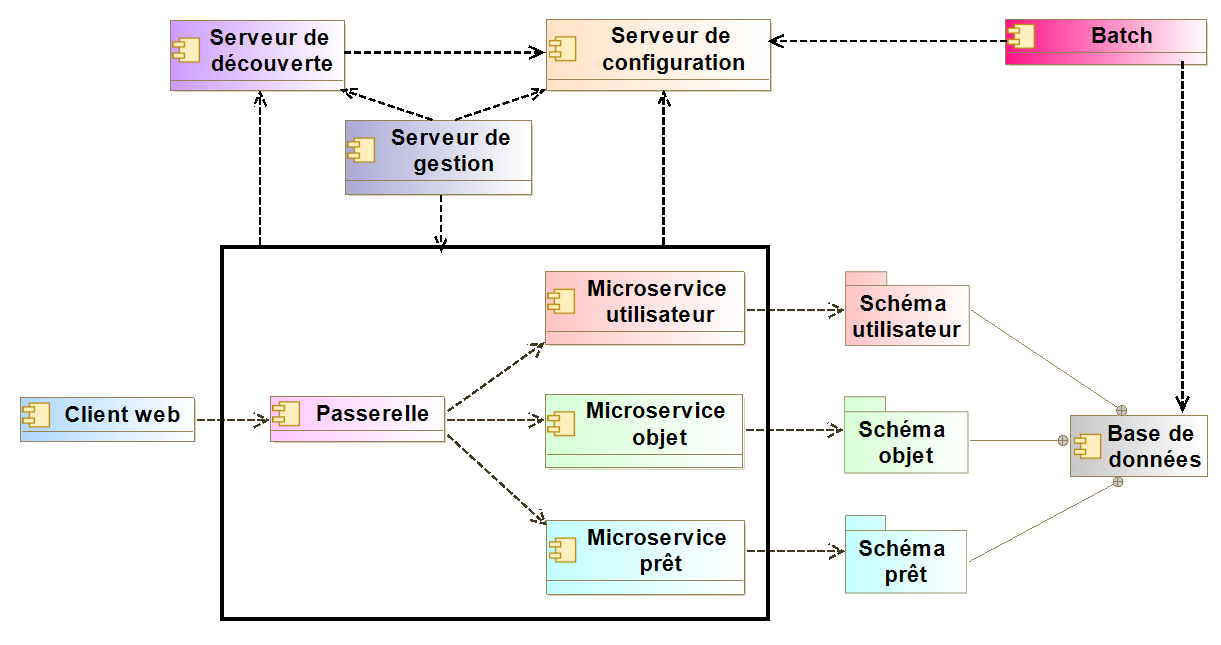 Serveur de
découverte
Serveur de
configuration
Batch
Serveur de
gestion
Microservice
utilisateur
Schéma
utilisateur
Client web
Passerelle
Microservice
objet
Schéma
objet
Base de
données
Microservice
prêt
Schéma
prêt